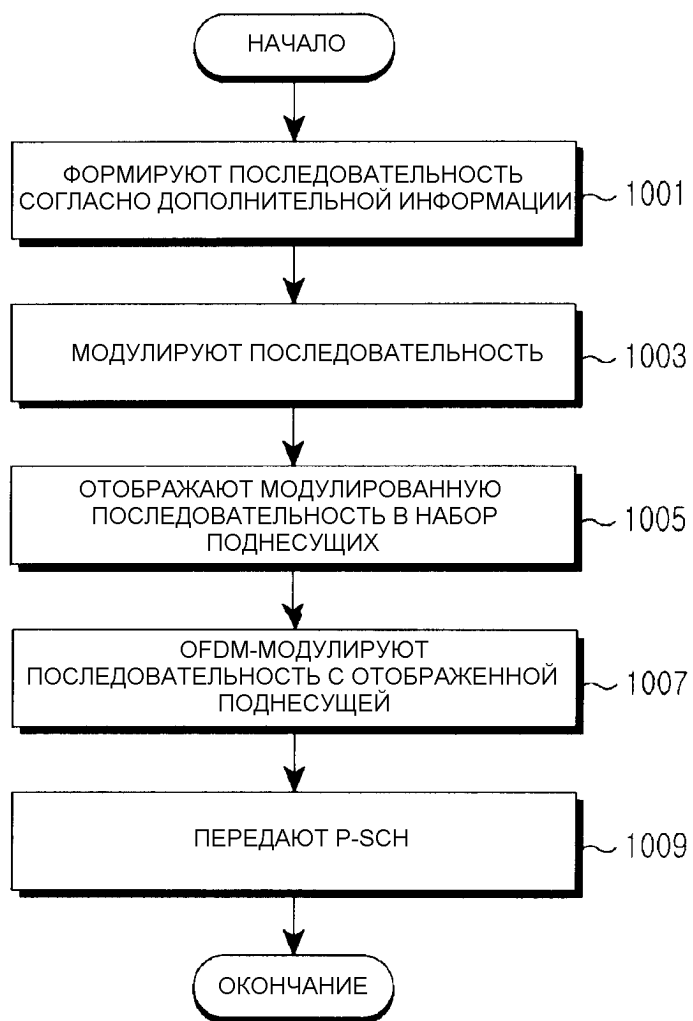 НАЧАЛО
ФОРМИРУЮТ ПОСЛЕДОВАТЕЛЬНОСТЬ
СОГЛАСНО ДОПОЛНИТЕЛЬНОЙ ИНФОРМАЦИИ
1001
МОДУЛИРУЮТ ПОСЛЕДОВАТЕЛЬНОСТЬ
1003
ОТОБРАЖАЮТ МОДУЛИРОВАННУЮ
ПОСЛЕДОВАТЕЛЬНОСТЬ В НАБОР
ПОДНЕСУЩИХ
1005
OFDM-МОДУЛИРУЮТ
ПОСЛЕДОВАТЕЛЬНОСТЬ С ОТОБРАЖЕННОЙ
ПОДНЕСУЩЕЙ
1007
ПЕРЕДАЮТ P-SCH
1009
ОКОНЧАНИЕ